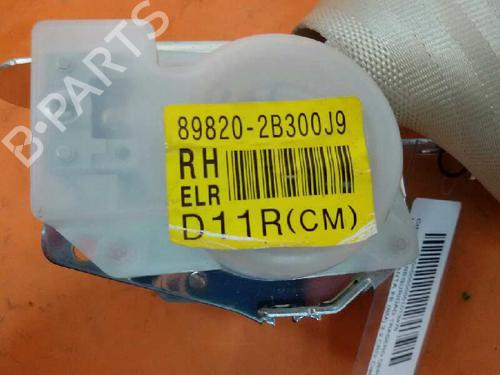 B-PARTS
89820-2B300J9
RH
ELR
D11R(CM)